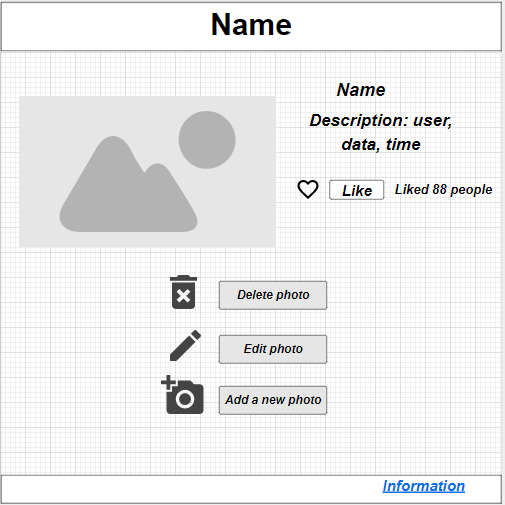 Name
Name
Description: user,
data, time
Like
Liked 88 people
Delete photo
Edit photo
Add a new photo
Information